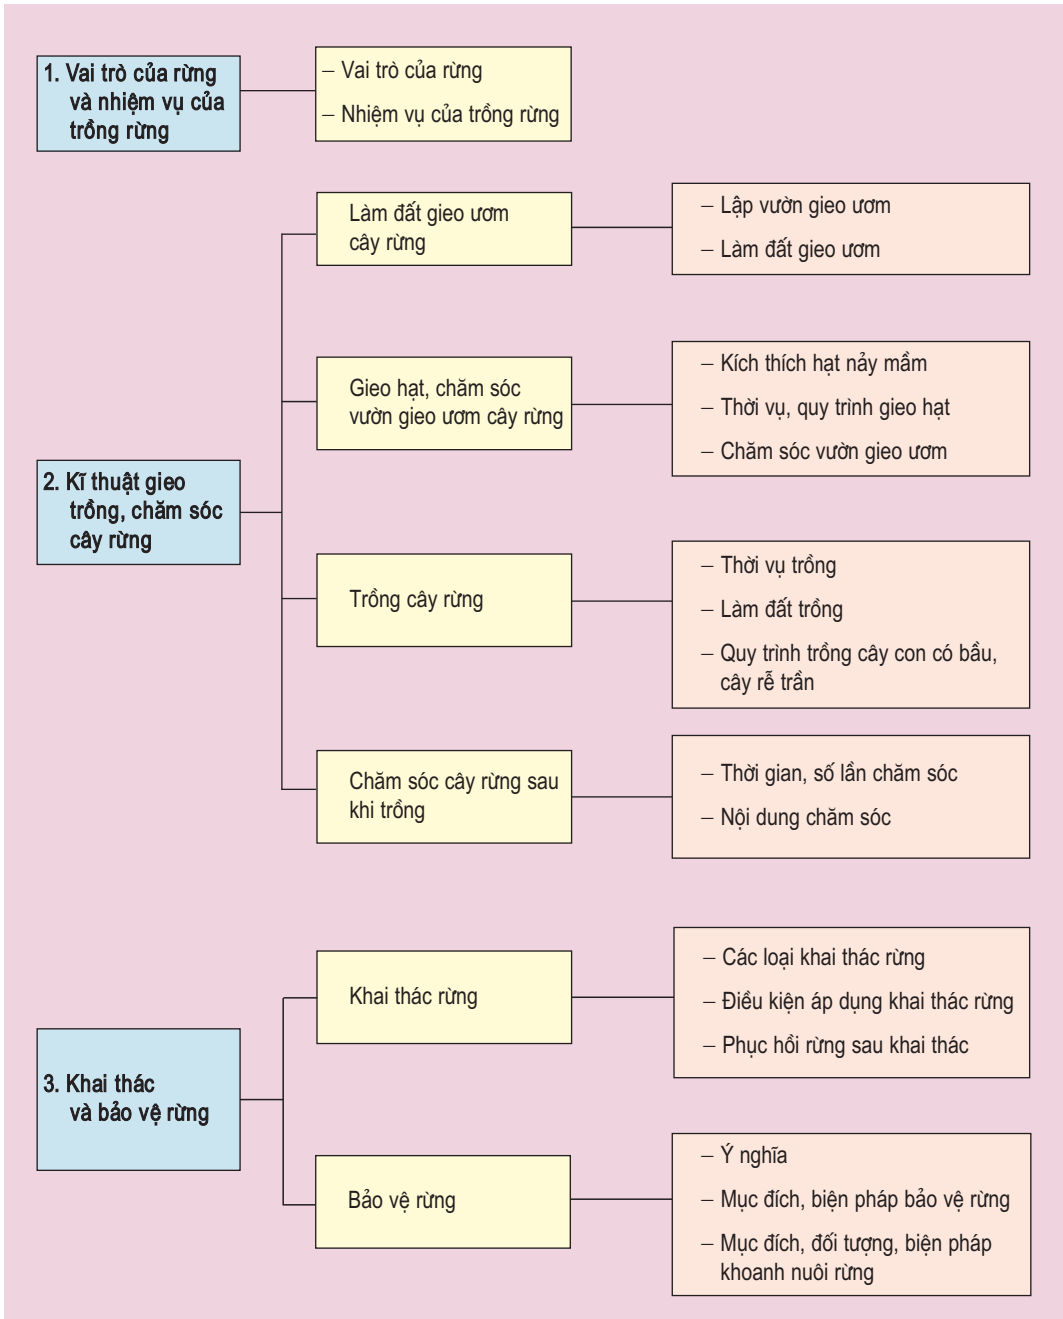 1. Vai trò của rừng
và nhiệm vụ của
trồng rừng
– Vai trò của rừng
– Nhiệm vụ của trồng rừng
2. Kĩ thuật gieo
trồng, chăm sóc
cây rừng
Làm đất gieo ươm
cây rừng
– Lập vườn gieo ươm
– Làm đất gieo ươm
Gieo hạt, chăm sóc
vườn gieo ươm cây rừng
– Kích thích hạt nảy mầm
– Thời vụ, quy trình gieo hạt
– Chăm sóc vườn gieo ươm
Trồng cây rừng
– Thời vụ trồng
– Làm đất trồng
– Quy trình trồng cây con có bầu,
cây rễ trần
Chăm sóc cây rừng sau
khi trồng
– Thời gian, số lần chăm sóc
– Nội dung chăm sóc
3. Khai thác
và bảo vệ rừng
Khai thác rừng
– Các loại khai thác rừng
– Điều kiện áp dụng khai thác rừng
– Phục hồi rừng sau khai thác
Bảo vệ rừng
– Ý nghĩa
– Mục đích, biện pháp bảo vệ rừng
– Mục đích, đối tượng, biện pháp
khoanh nuôi rừng